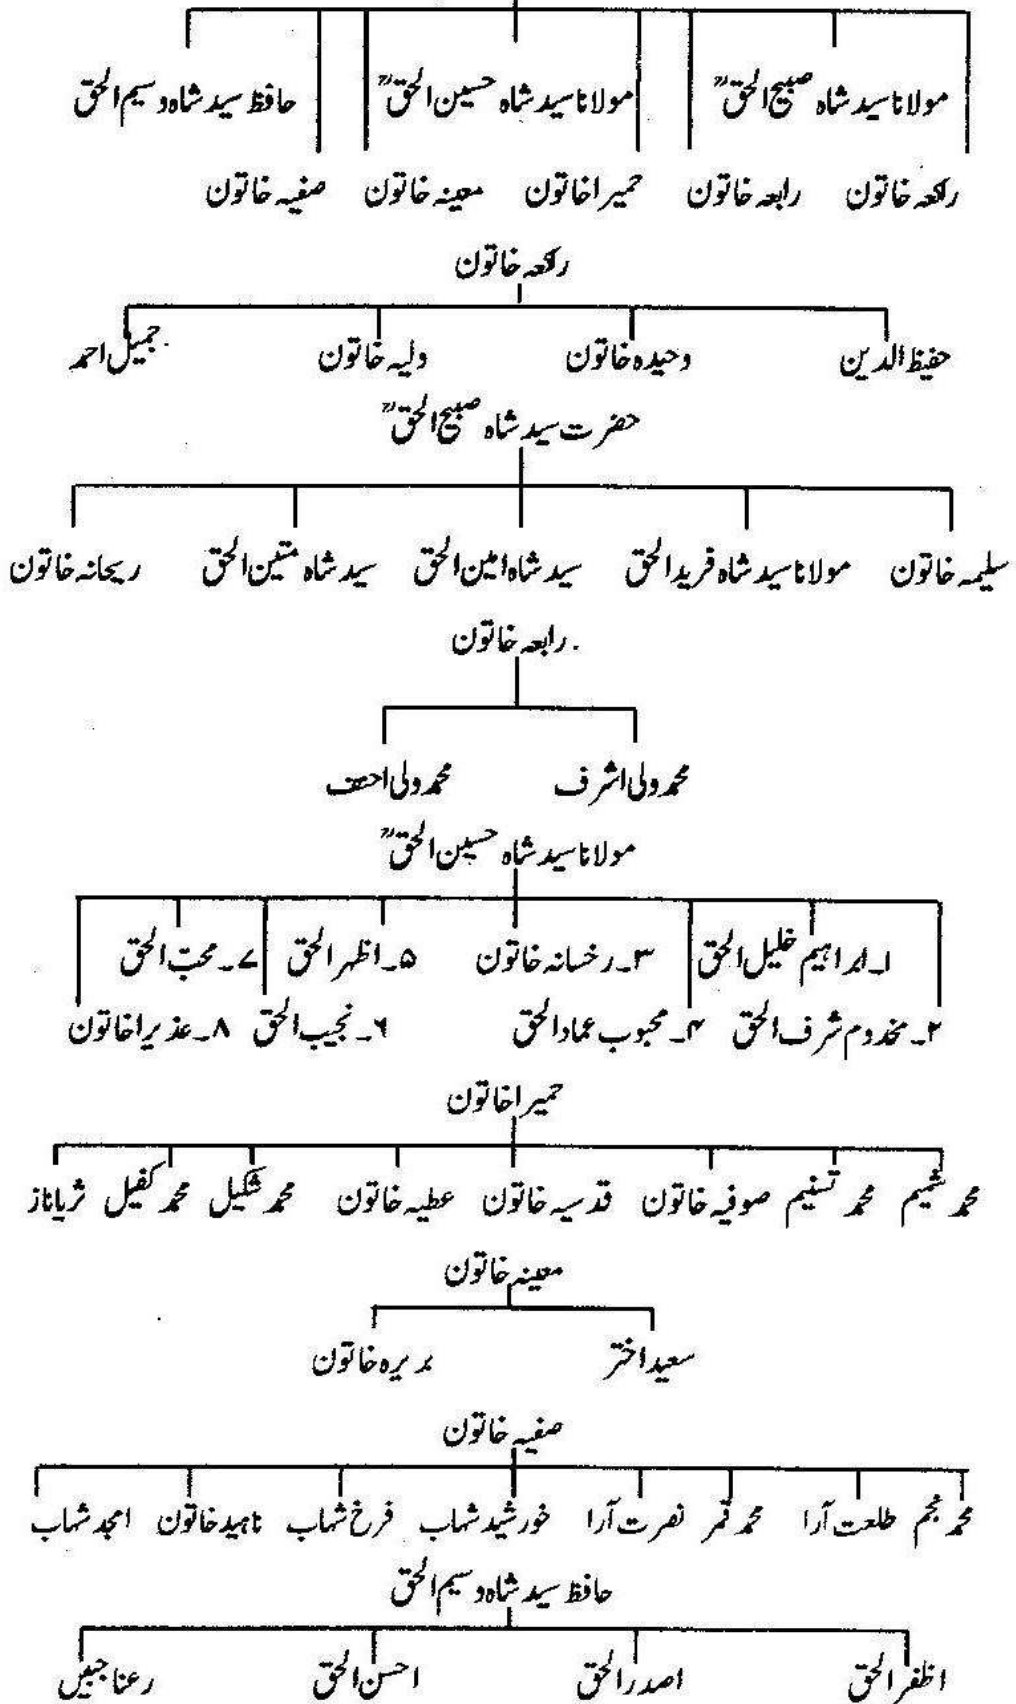 مولانا سید شاہ صبیح الحقؒ مولانا سید شاہ حسین الحقؒ حافظ سید شاہ وسیم الحق
رکعہ خاتون رابعہ خاتون حمیرا خاتون معینہ خاتون صفیہ خاتون
رکعہ خاتون
حفیظ الدین وحیدہ خاتون ولیہ خاتون جمیل احمد
حضرت سید شاہ صبیح الحقؒ
سلیمہ خاتون مولانا سید شاہ فرید الحق سید شاہ امین الحق سید شاہ متین الحق ریحانہ خاتون
رابعہ خاتون
محمد ولی اشرف محمد ولی
مولانا سید شاہ حسین الحقؒ
۱۔ ابراہیم خلیل الحق ۳۔ رخسانہ خاتون ۵۔ اظہر الحق ۷۔ محبّ الحق
۲۔ مخدوم شرف الحق ۴۔ محبوب عماد الحق ۶۔ نجیب الحق ۸۔ عذیرا خاتون
حمیرا خاتون
محمد شمیم محمد تسنیم صوفیہ خاتون قدسیہ خاتون عطیہ خاتون محمد شکیل محمد کفیل ثریا ناز
معینہ خاتون
سعید اختر بریرہ خاتون
صفیہ خاتون
محمد نجم طلعت آرا محمد قمر نصرت آرا خورشید شہاب فرخ شہاب ناہید خاتون امجد شہاب
حافظ سید شاہ وسیم الحق
اظفر الحق اصدر الحق احسن الحق رعنا جبیں